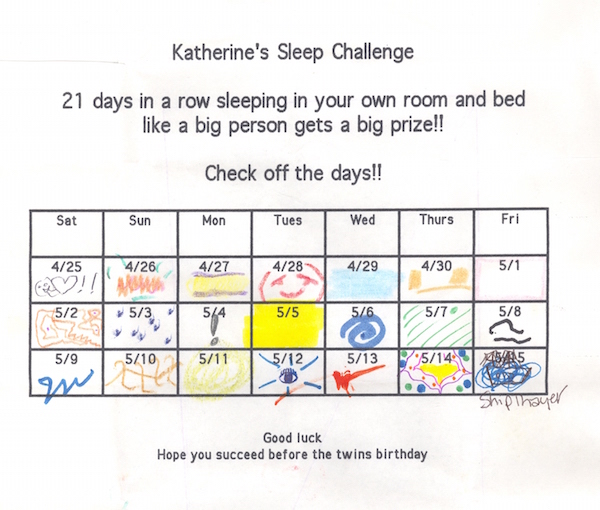 Katherine's Sleep Challenge
21 days in a row sleeping in your own room and bed
like a big person gets a big prize!!
Check off the days!!
Sat Sun Mon Tues Wed Thurs Fri
4/25 4/26 4/27 4/28 4/29 4/30 5/1
!!
5/2 5/3 5/4 5/5 5/6 5/7 5/8
!
5/9 5/10 5/11 5/12 5/13 5/14
Good luck
Hope you succeed before the twins birthday